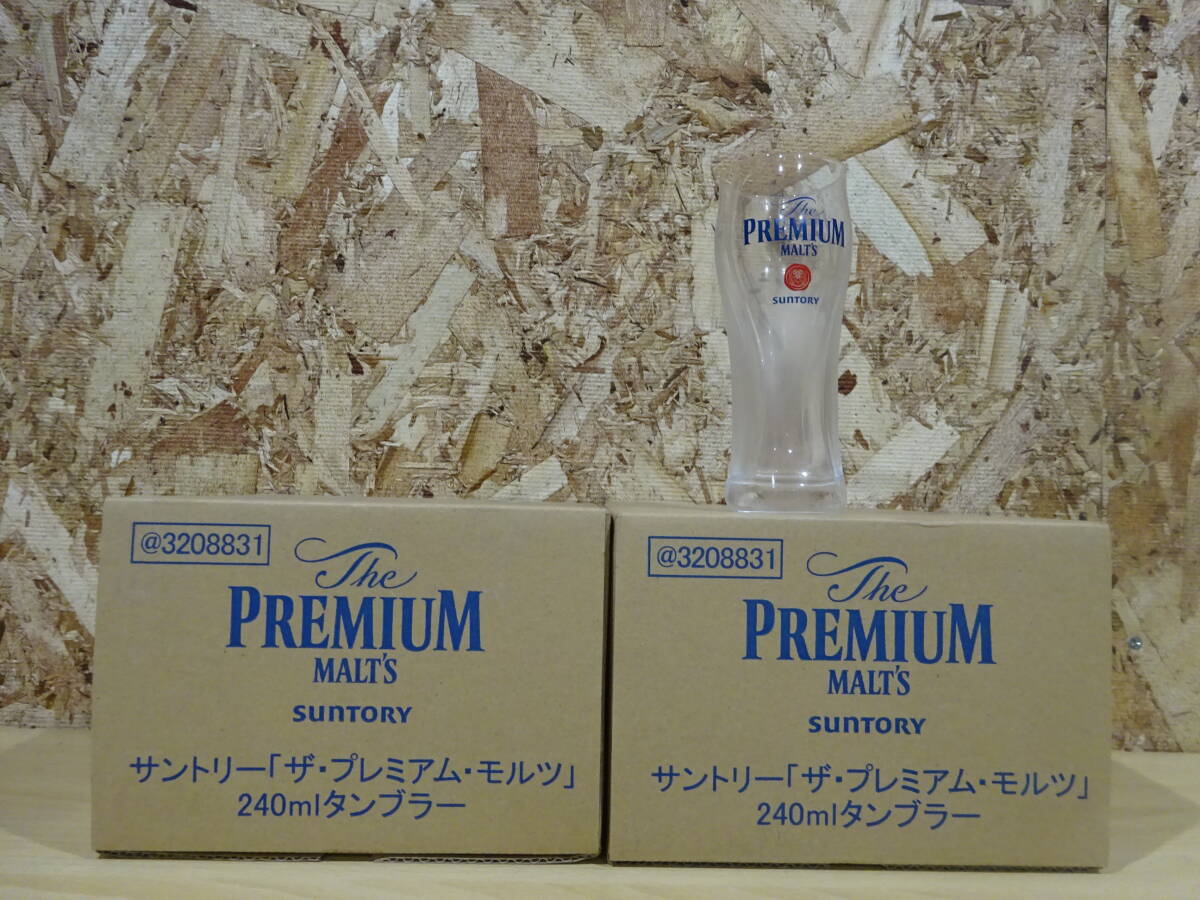 The
PREMIUM
MALT'S
SUNTORY
@3208831
The
PREMIUM
MALT'S
SUNTORY
サントリー「ザ・プレミアム・モルツ」
240mlタンブラー
@3208831
The
PREMIUM
MALT'S
SUNTORY
サントリー「ザ・プレミアム・モルツ」
240mlタンブラー